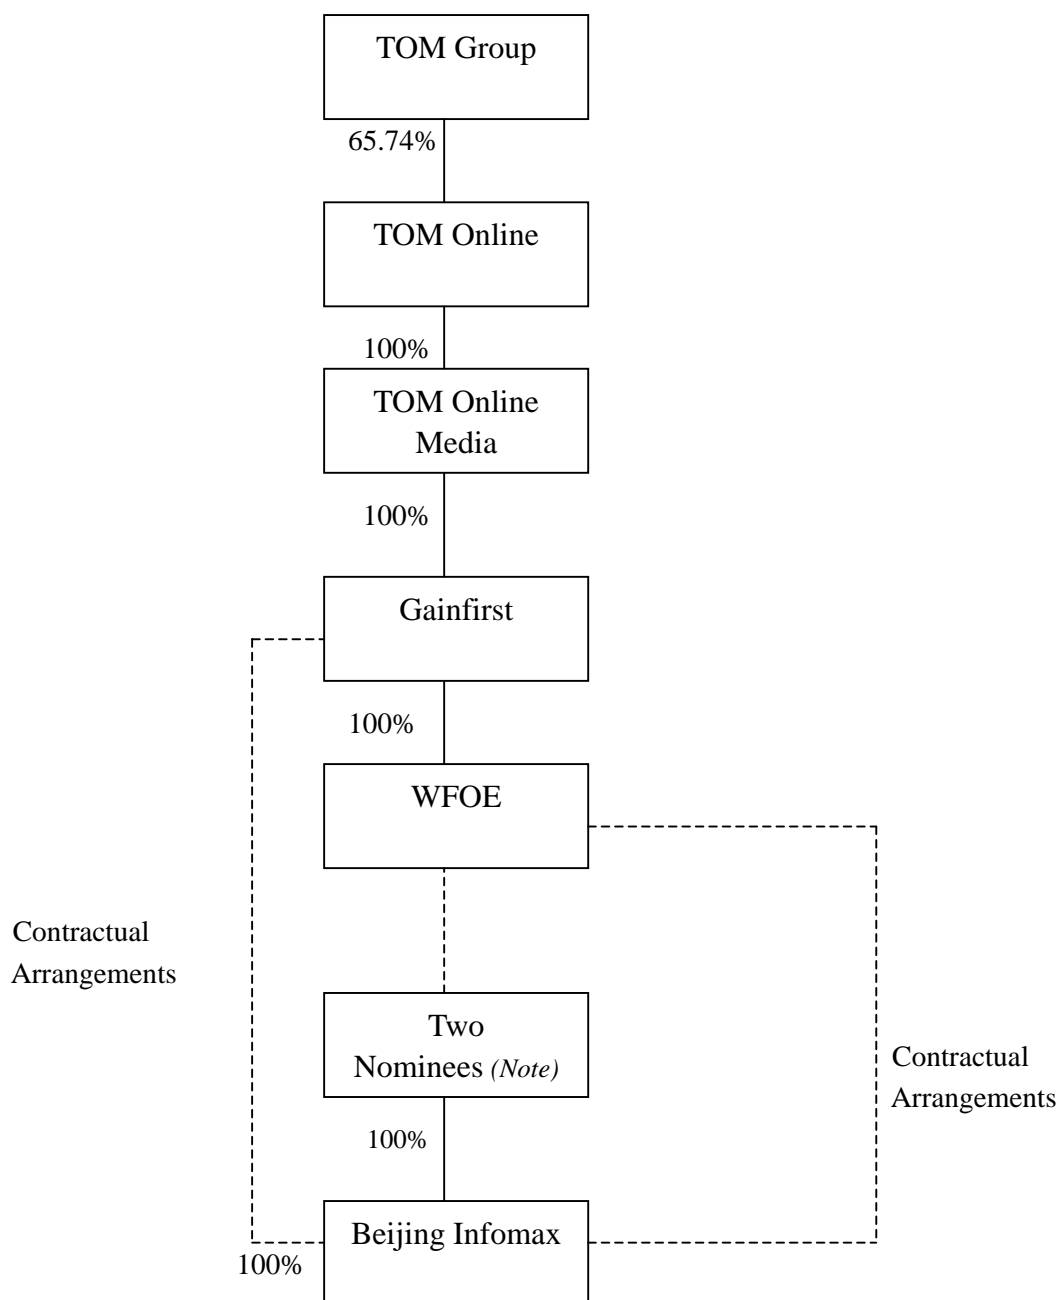 TOM Group
65.74%
TOM Online
100%
TOM Online
Media
100%
Gainfirst
100%
WFOE
Contractual
Arrangements
Two
Nominees (Note)
Contractual
Arrangements
100%
Beijing Infomax
100%